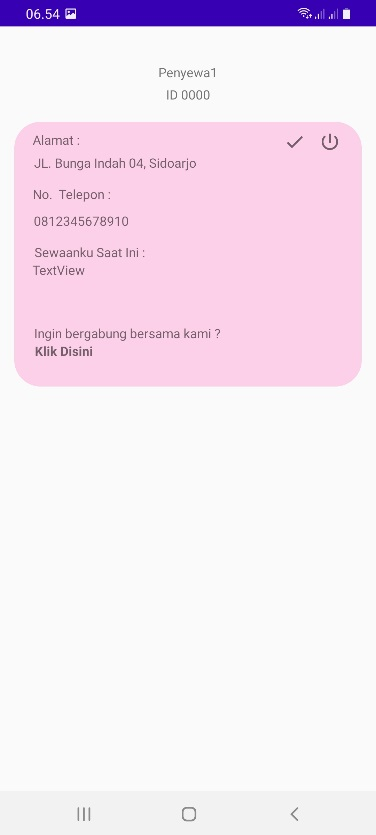 06.54
Penyewa1
ID 0000
Alamat :
JL. Bunga Indah 04, Sidoarjo
No.  Telepon :
0812345678910
Sewaanku Saat Ini :
TextView
Ingin bergabung bersama kami ?
Klik Disini